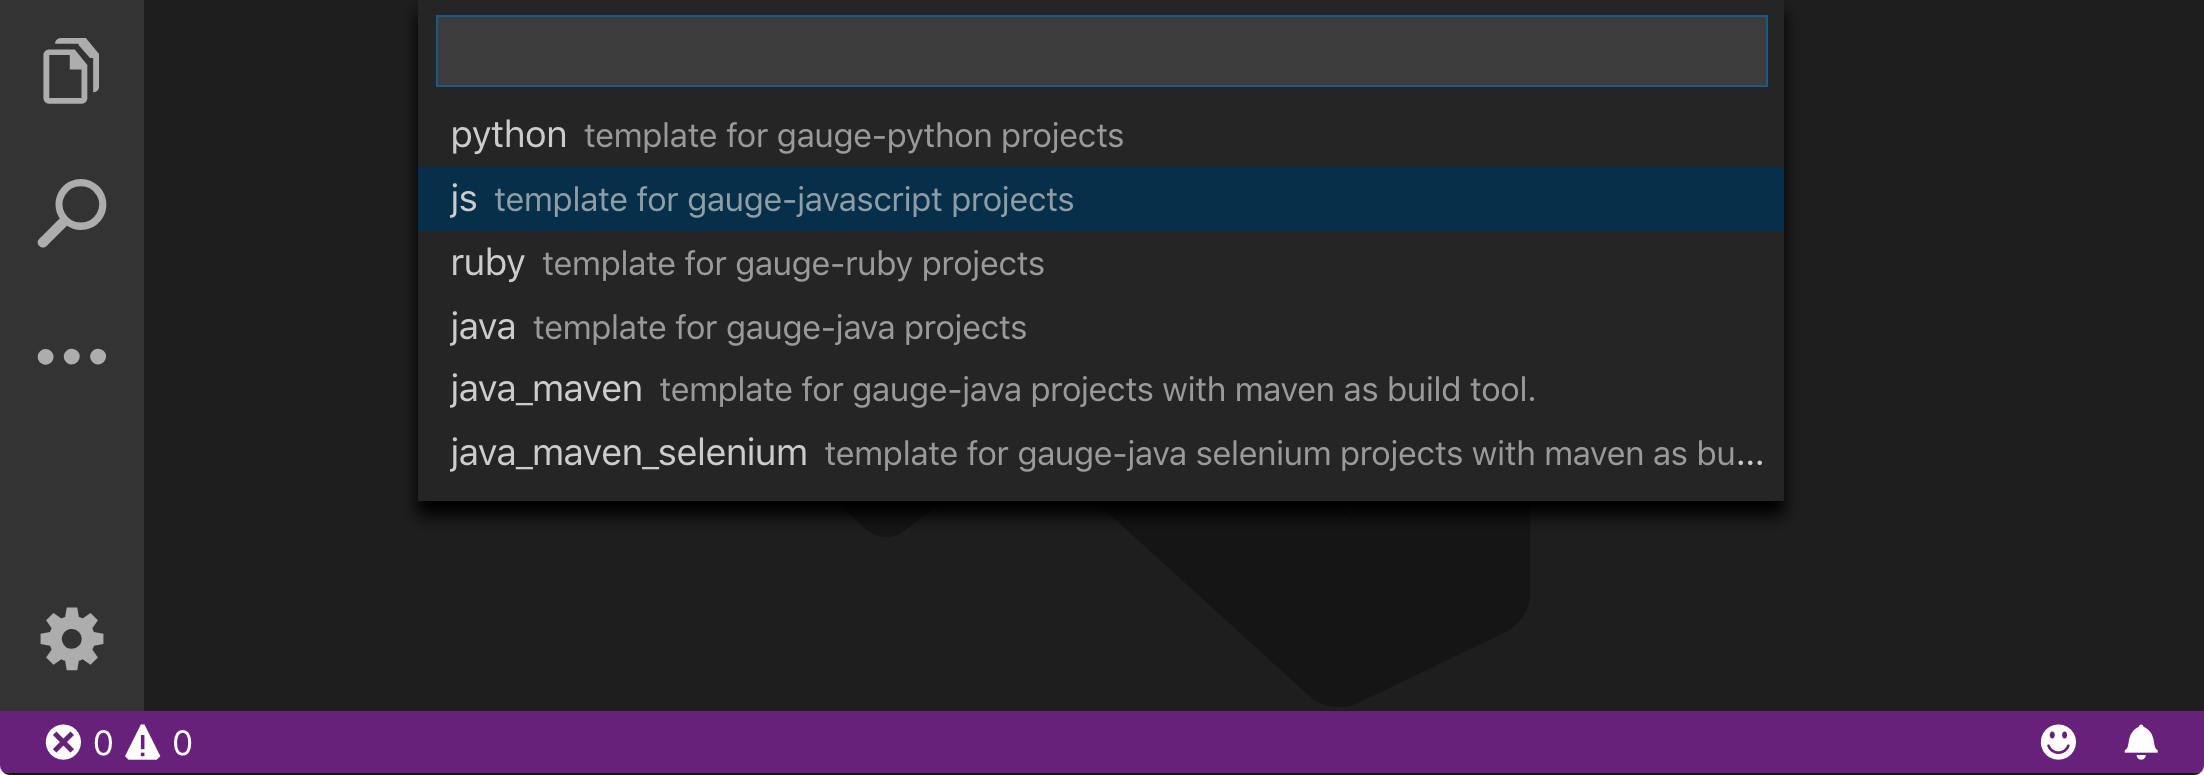 python template for gauge-python projects
js template for gauge-javascript projects
ruby template for gauge-ruby projects
java template for gauge-java projects
java_maven template for gauge-java projects with maven as build tool.
java_maven_selenium template for gauge-java selenium projects with maven as bu...
0 0